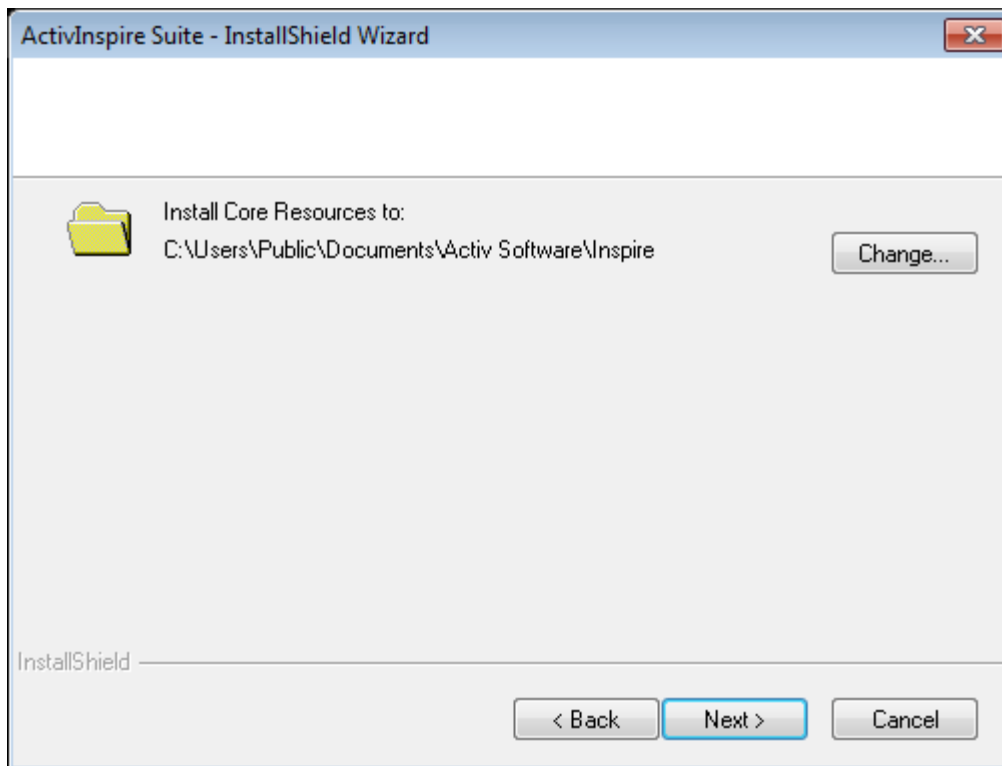 ActivInspire Suite - InstallShield Wizard
Install Core Resources to:
C:\Users\Public\Documents\Activ Software\Inspire
Change...
InstallShield
< Back
Next >
Cancel